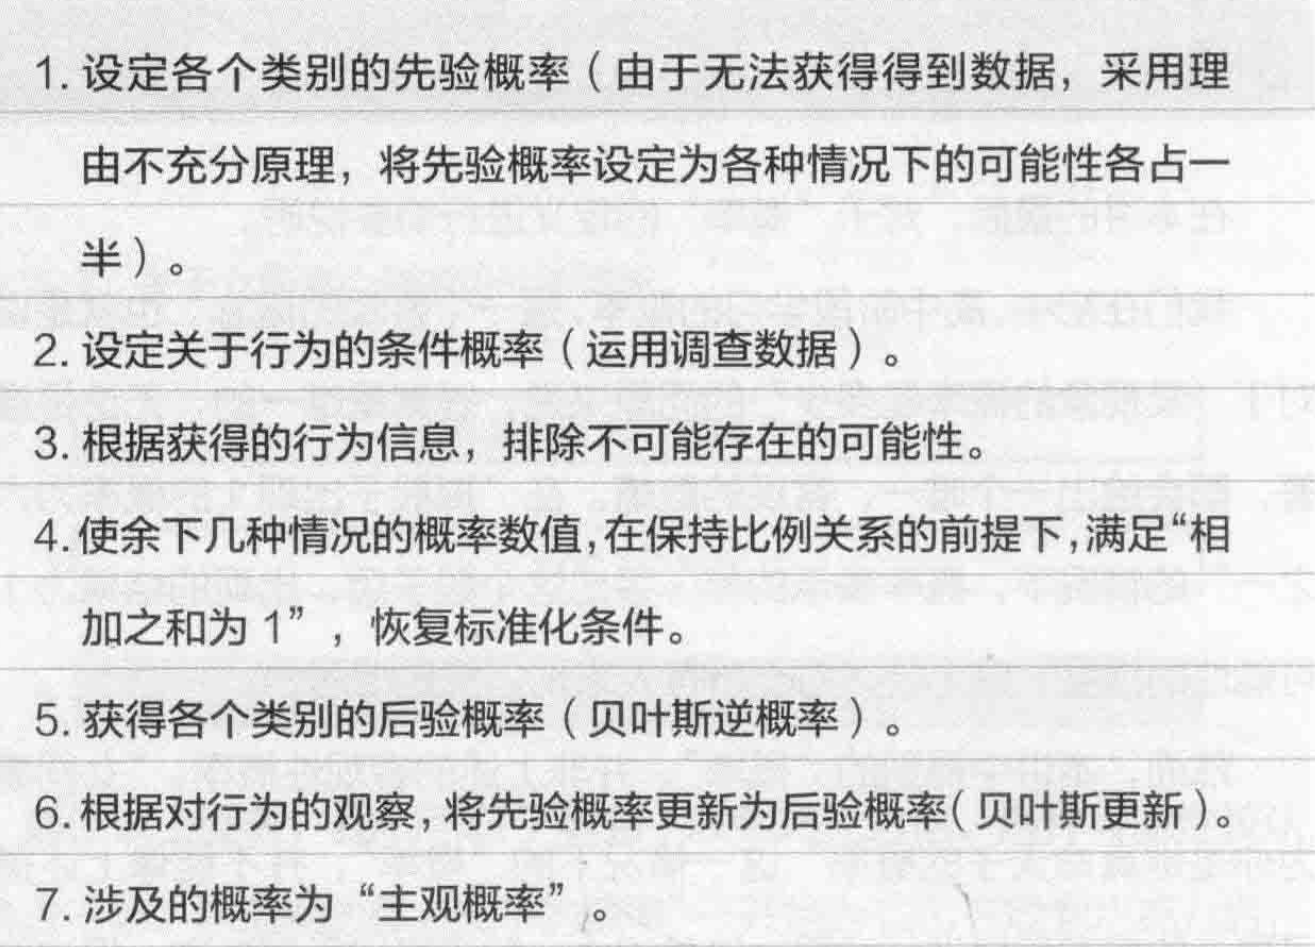 1. 设定各个类别的先验概率（由于无法获得得到数据，采用理
由不充分原理，将先验概率设定为各种情况下的可能性各占一
半）。
2. 设定关于行为的条件概率（运用调查数据）。
3. 根据获得的行为信息，排除不可能存在的可能性。
4. 使余下几种情况的概率数值，在保持比例关系的前提下，满足“相
加之和为 1”，恢复标准化条件。
5. 获得各个类别的后验概率（贝叶斯逆概率）。
6. 根据对行为的观察，将先验概率更新为后验概率（贝叶斯更新）。
7. 涉及的概率为“主观概率”。